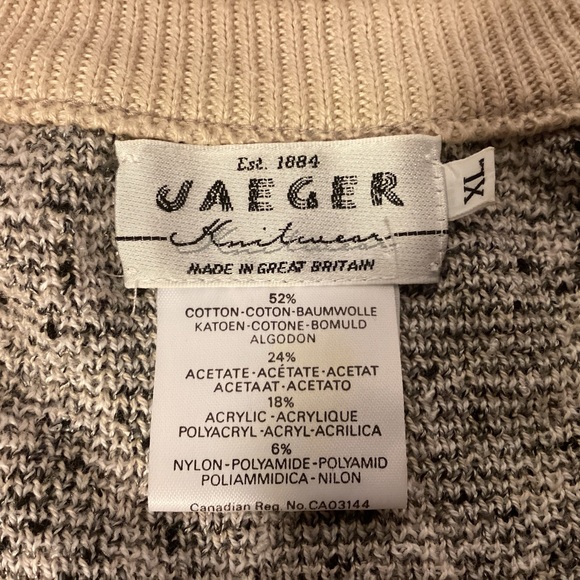 Est. 1884
JAEGER
Knitwear
MADE IN GREAT BRITAIN
XL
52%
COTTON-COTON-BAUMWOLLE
KATOEN-COTONE-BOMULD
ALGODON
24%
ACETATE-ACÉTATE-ACETAT
ACETAAT-ACETATO
18%
ACRYLIC-ACRYLIQUE
POLYACRYL-ACRYL-ACRILICA
6%
NYLON-POLYAMIDE-POLYAMID
POLIAMMIDICA-NILON
Canadian Reg. No. CA03144